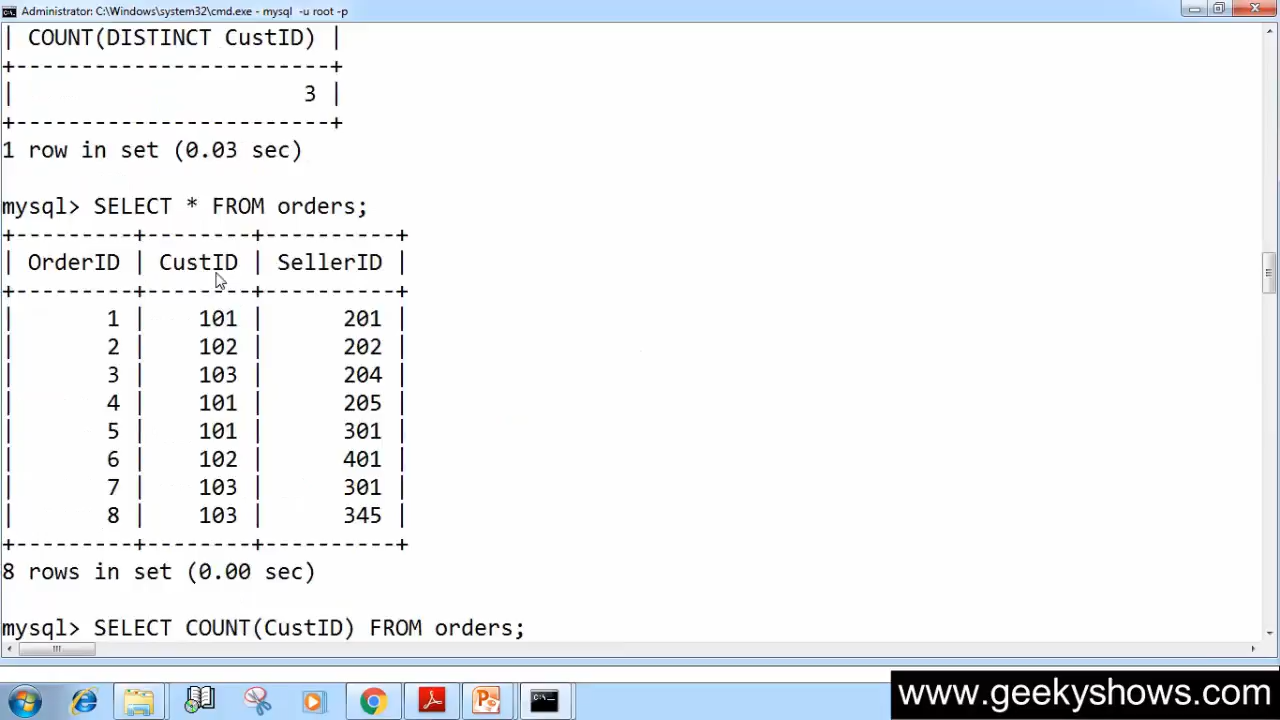 Administrator: C:\Windows\system32\cmd.exe - mysql -u root -p
| COUNT(DISTINCT CustID) |
+------------------------+
|                      3 |
+------------------------+
1 row in set (0.03 sec)
mysql> SELECT * FROM orders;
+---------+--------+----------+
| OrderID | CustID | SellerID |
+---------+--------+----------+
|       1 |    101 |      201 |
|       2 |    102 |      202 |
|       3 |    103 |      204 |
|       4 |    101 |      205 |
|       5 |    101 |      301 |
|       6 |    102 |      401 |
|       7 |    103 |      301 |
|       8 |    103 |      345 |
+---------+--------+----------+
8 rows in set (0.00 sec)
mysql> SELECT COUNT(CustID) FROM orders;
www.geekyshows.com